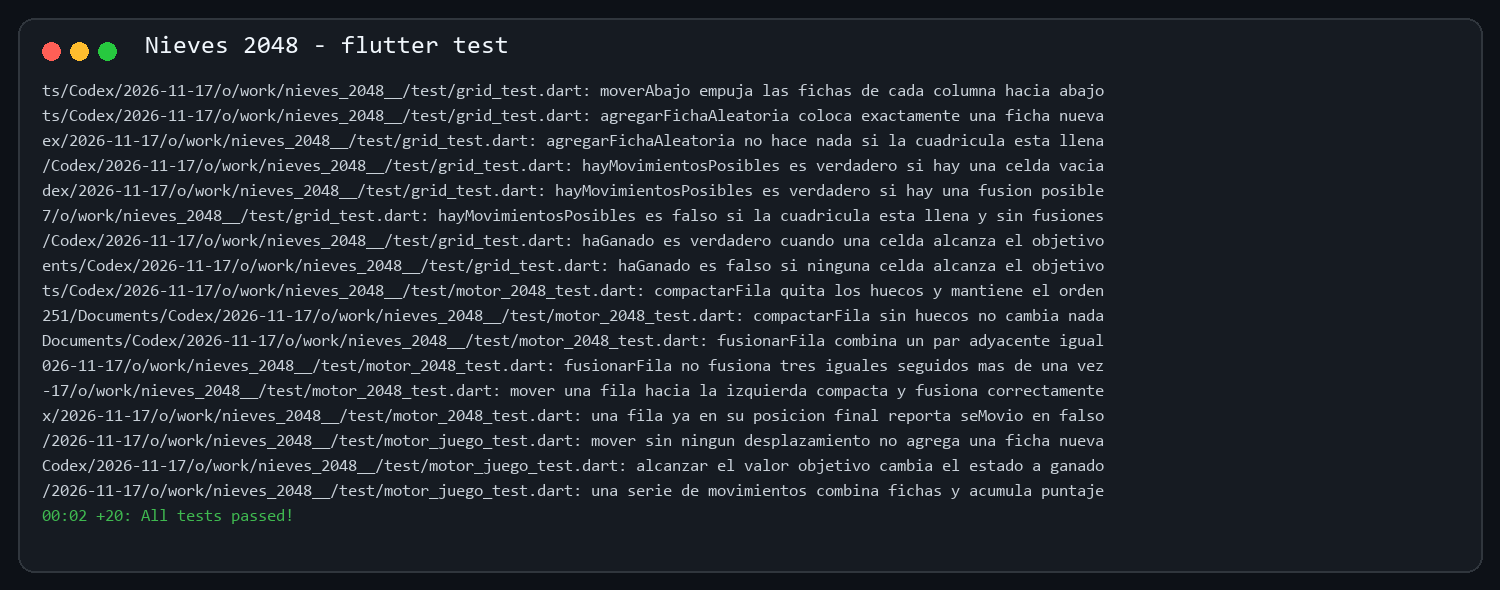 Nieves 2048 - flutter test
ts/Codex/2026-11-17/o/work/nieves_2048__/test/grid_test.dart: moverAbajo empuja las fichas de cada columna hacia abajo
ts/Codex/2026-11-17/o/work/nieves_2048__/test/grid_test.dart: agregarFichaAleatoria coloca exactamente una ficha nueva
ex/2026-11-17/o/work/nieves_2048__/test/grid_test.dart: agregarFichaAleatoria no hace nada si la cuadricula esta llena
/Codex/2026-11-17/o/work/nieves_2048__/test/grid_test.dart: hayMovimientosPosibles es verdadero si hay una celda vacia
dex/2026-11-17/o/work/nieves_2048__/test/grid_test.dart: hayMovimientosPosibles es verdadero si hay una fusion posible
7/o/work/nieves_2048__/test/grid_test.dart: hayMovimientosPosibles es falso si la cuadricula esta llena y sin fusiones
/Codex/2026-11-17/o/work/nieves_2048__/test/grid_test.dart: haGanado es verdadero cuando una celda alcanza el objetivo
ents/Codex/2026-11-17/o/work/nieves_2048__/test/grid_test.dart: haGanado es falso si ninguna celda alcanza el objetivo
ts/Codex/2026-11-17/o/work/nieves_2048__/test/motor_2048_test.dart: compactarFila quita los huecos y mantiene el orden
251/Documents/Codex/2026-11-17/o/work/nieves_2048__/test/motor_2048_test.dart: compactarFila sin huecos no cambia nada
Documents/Codex/2026-11-17/o/work/nieves_2048__/test/motor_2048_test.dart: fusionarFila combina un par adyacente igual
026-11-17/o/work/nieves_2048__/test/motor_2048_test.dart: fusionarFila no fusiona tres iguales seguidos mas de una vez
-17/o/work/nieves_2048__/test/motor_2048_test.dart: mover una fila hacia la izquierda compacta y fusiona correctamente
x/2026-11-17/o/work/nieves_2048__/test/motor_2048_test.dart: una fila ya en su posicion final reporta seMovio en falso
/2026-11-17/o/work/nieves_2048__/test/motor_juego_test.dart: mover sin ningun desplazamiento no agrega una ficha nueva
Codex/2026-11-17/o/work/nieves_2048__/test/motor_juego_test.dart: alcanzar el valor objetivo cambia el estado a ganado
/2026-11-17/o/work/nieves_2048__/test/motor_juego_test.dart: una serie de movimientos combina fichas y acumula puntaje
00:02 +20: All tests passed!